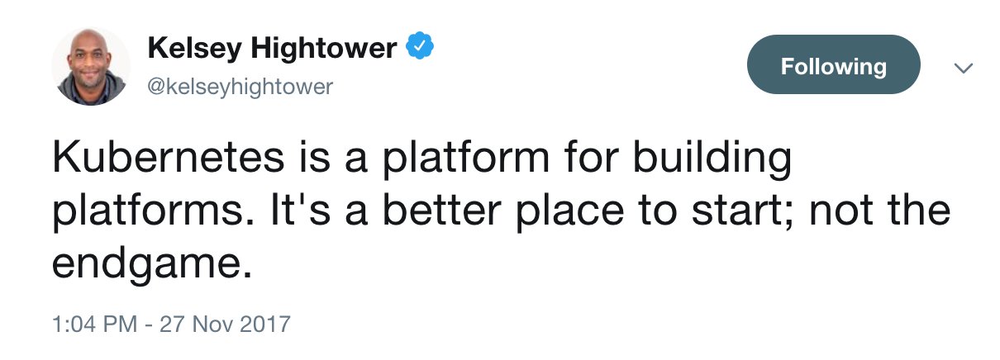 Kelsey Hightower
@kelseyhightower
Following
Kubernetes is a platform for building
platforms. It's a better place to start; not the
endgame.
1:04 PM - 27 Nov 2017